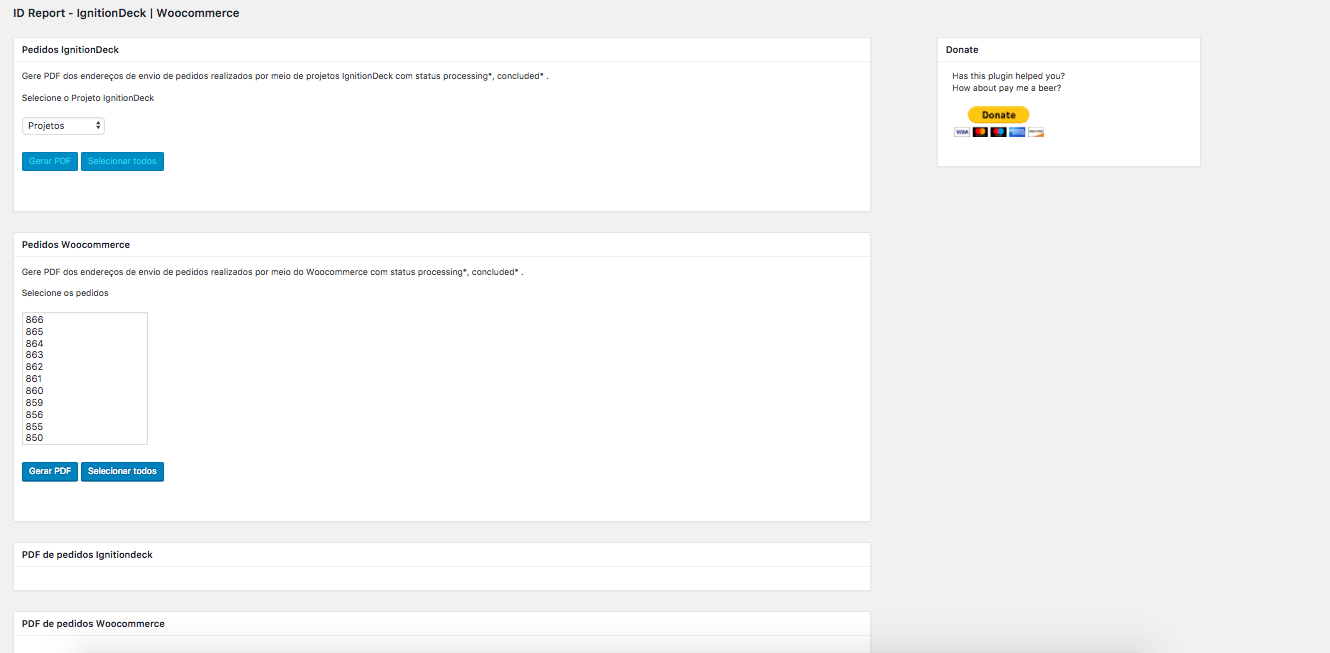 ID Report - IgnitionDeck | Woocommerce
Pedidos IgnitionDeck
Gere PDF dos endereços de envio de pedidos realizados por meio de projetos IgnitionDeck com status processing*, concluded* .
Selecione o Projeto IgnitionDeck
Projetos
Gerar PDF Selecionar todos
Donate
Has this plugin helped you?
How about pay me a beer?
Donate
VISA
Pedidos Woocommerce
Gere PDF dos endereços de envio de pedidos realizados por meio do Woocommerce com status processing*, concluded* .
Selecione os pedidos
866
865
864
863
862
861
860
859
856
855
850
Gerar PDF Selecionar todos
PDF de pedidos Ignitiondeck
PDF de pedidos Woocommerce